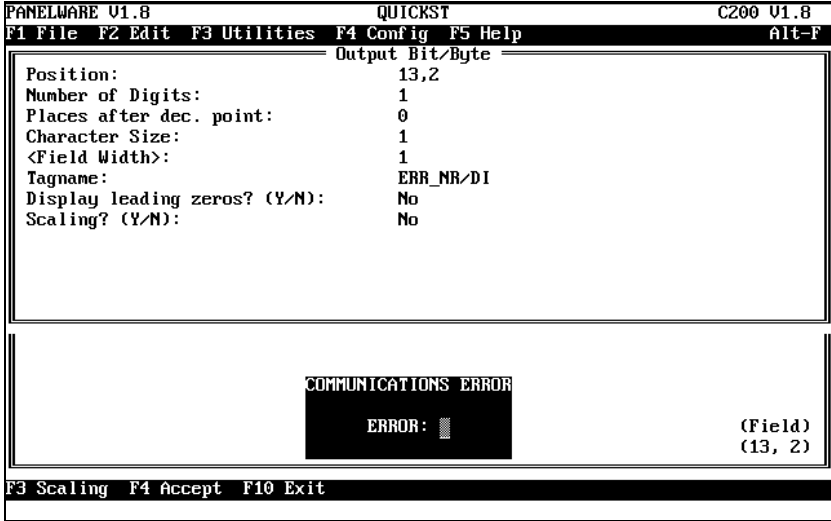 PANELWARE V1.8 QUICKST C200 V1.8
F1 File F2 Edit F3 Utilities F4 Config F5 Help Alt-F
Output Bit/Byte
Position: 13,2
Number of Digits: 1
Places after dec. point: 0
Character Size: 1
<Field Width>: 1
Tagname: ERR_NR/DI
Display leading zeros? (Y/N): No
Scaling? (Y/N): No
COMMUNICATIONS ERROR
ERROR:
(Field)
(13, 2)
F3 Scaling F4 Accept F10 Exit